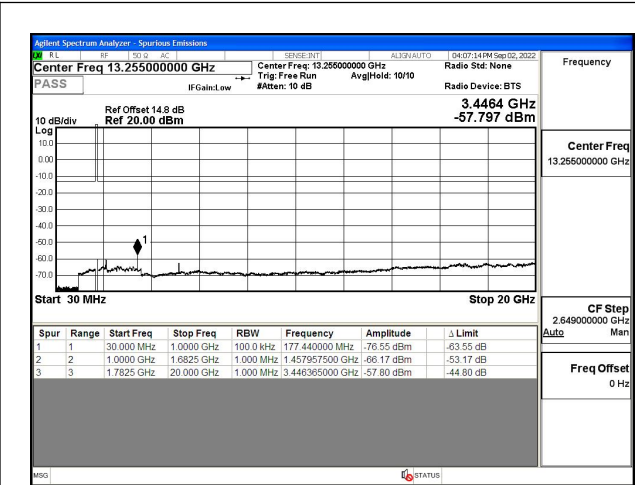 Agilent Spectrum Analyzer - Spurious Emissions
RL RF 50 Ω AC SENSE:INT ALIGN AUTO 04:07:14 PM Sep 02, 2022
Center Freq 13.255000000 GHz
Center Freq: 13.255000000 GHz
Radio Std: None
Trig: Free Run Avg|Hold: 10/10
PASS
IFGain:Low
#Atten: 10 dB
Radio Device: BTS
Ref Offset 14.8 dB
Ref 20.00 dBm
3.4464 GHz
-57.797 dBm
10 dB/div
Log
10.0
0.00
-10.0
-20.0
-30.0
-40.0
-50.0
-60.0
-70.0
1
Start 30 MHz
Stop 20 GHz
Spur Range Start Freq Stop Freq RBW Frequency Amplitude Δ Limit
1 1 30.000 MHz 1.0000 GHz 100.0 kHz 177.440000 MHz -76.55 dBm -63.55 dB
2 2 1.0000 GHz 1.6825 GHz 1.000 MHz 1.457957500 GHz -66.17 dBm -53.17 dB
3 3 1.7825 GHz 20.000 GHz 1.000 MHz 3.446365000 GHz -57.80 dBm -44.80 dB
MSG
STATUS
Frequency
Center Freq
13.255000000 GHz
CF Step
2.649000000 GHz
Auto Man
Freq Offset
0 Hz